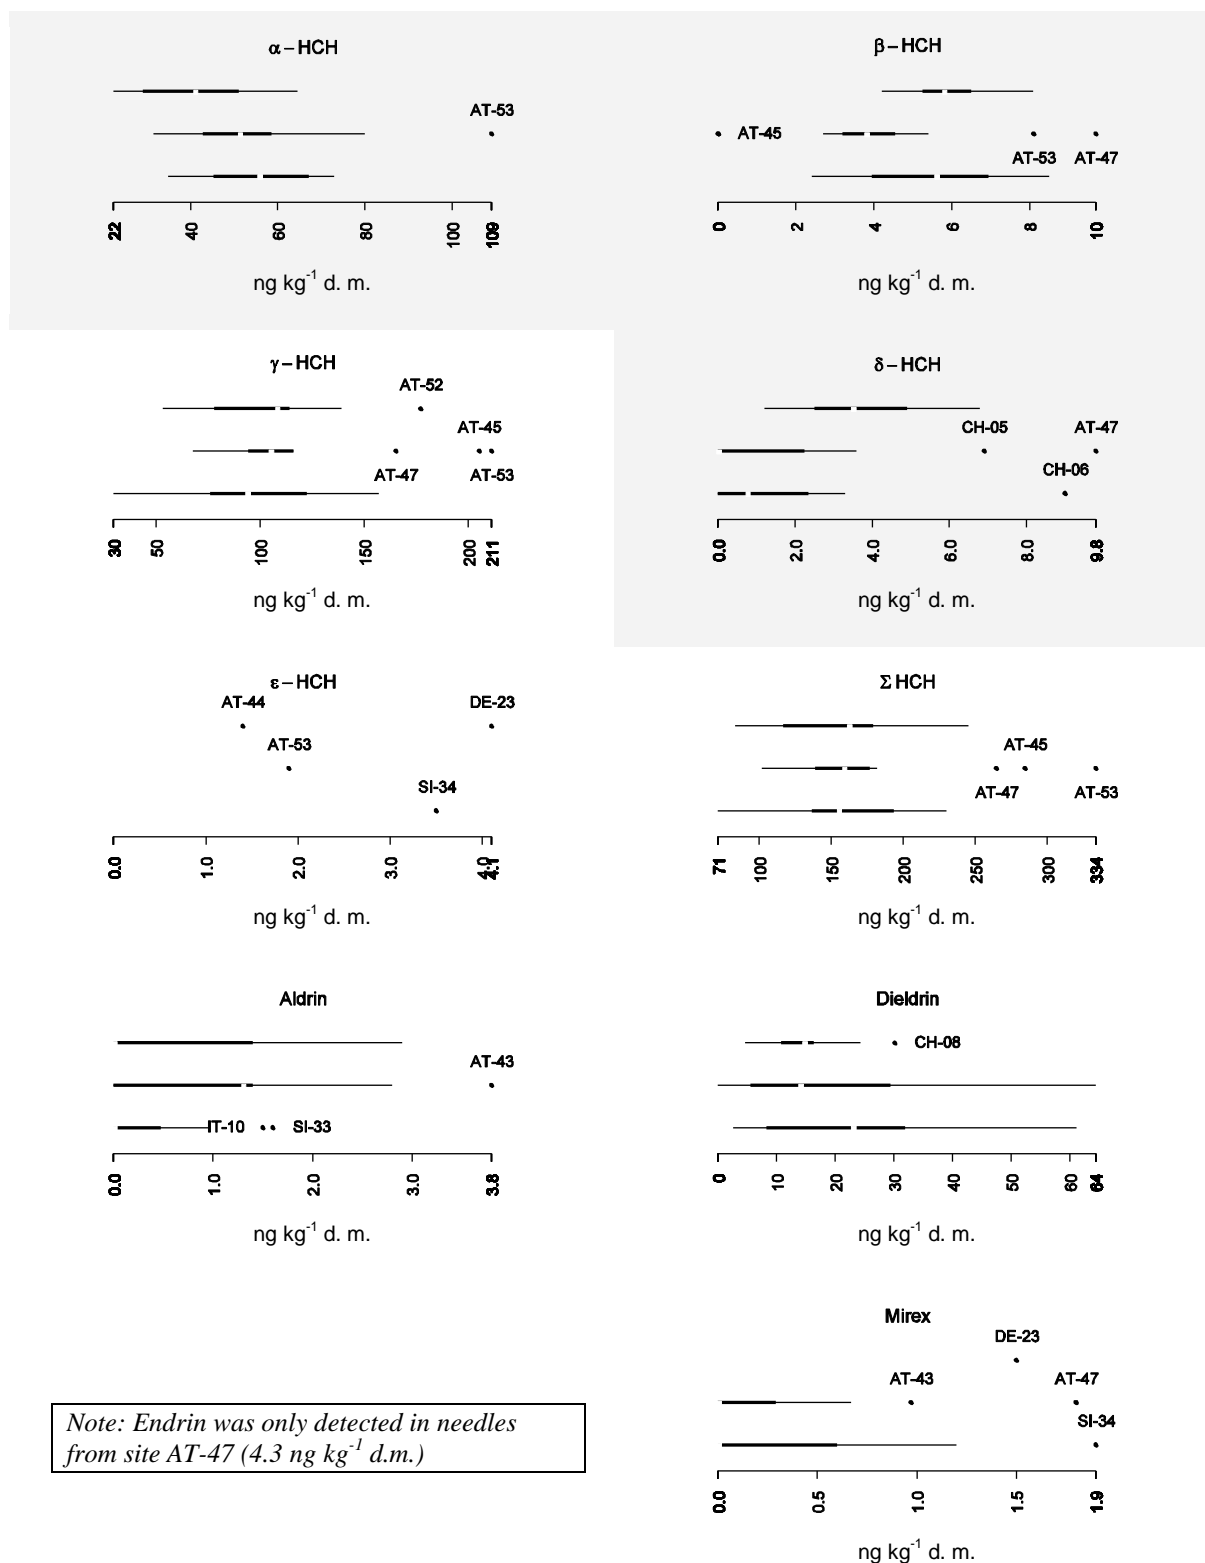 α – HCH
AT-53
22 40 60 80 100 109
ng kg⁻¹ d. m.
β – HCH
AT-45
AT-53 AT-47
0 2 4 6 8 10
ng kg⁻¹ d. m.
γ – HCH
AT-52
AT-45
AT-47 AT-53
30 50 100 150 200 211
ng kg⁻¹ d. m.
δ – HCH
CH-05 AT-47
CH-06
0.0 2.0 4.0 6.0 8.0 9.8
ng kg⁻¹ d. m.
ε – HCH
AT-44 DE-23
AT-53
SI-34
0.0 1.0 2.0 3.0 4.0 4.1
ng kg⁻¹ d. m.
Σ HCH
AT-45
AT-47 AT-53
71 100 150 200 250 300 334
ng kg⁻¹ d. m.
Aldrin
AT-43
IT-10 SI-33
0.0 1.0 2.0 3.0 3.8
ng kg⁻¹ d. m.
Dieldrin
CH-08
0 10 20 30 40 50 60 64
ng kg⁻¹ d. m.
Mirex
DE-23
AT-43 AT-47
SI-34
0.0 0.5 1.0 1.5 1.9
ng kg⁻¹ d. m.
Note: Endrin was only detected in needles
from site AT-47 (4.3 ng kg⁻¹ d.m.)